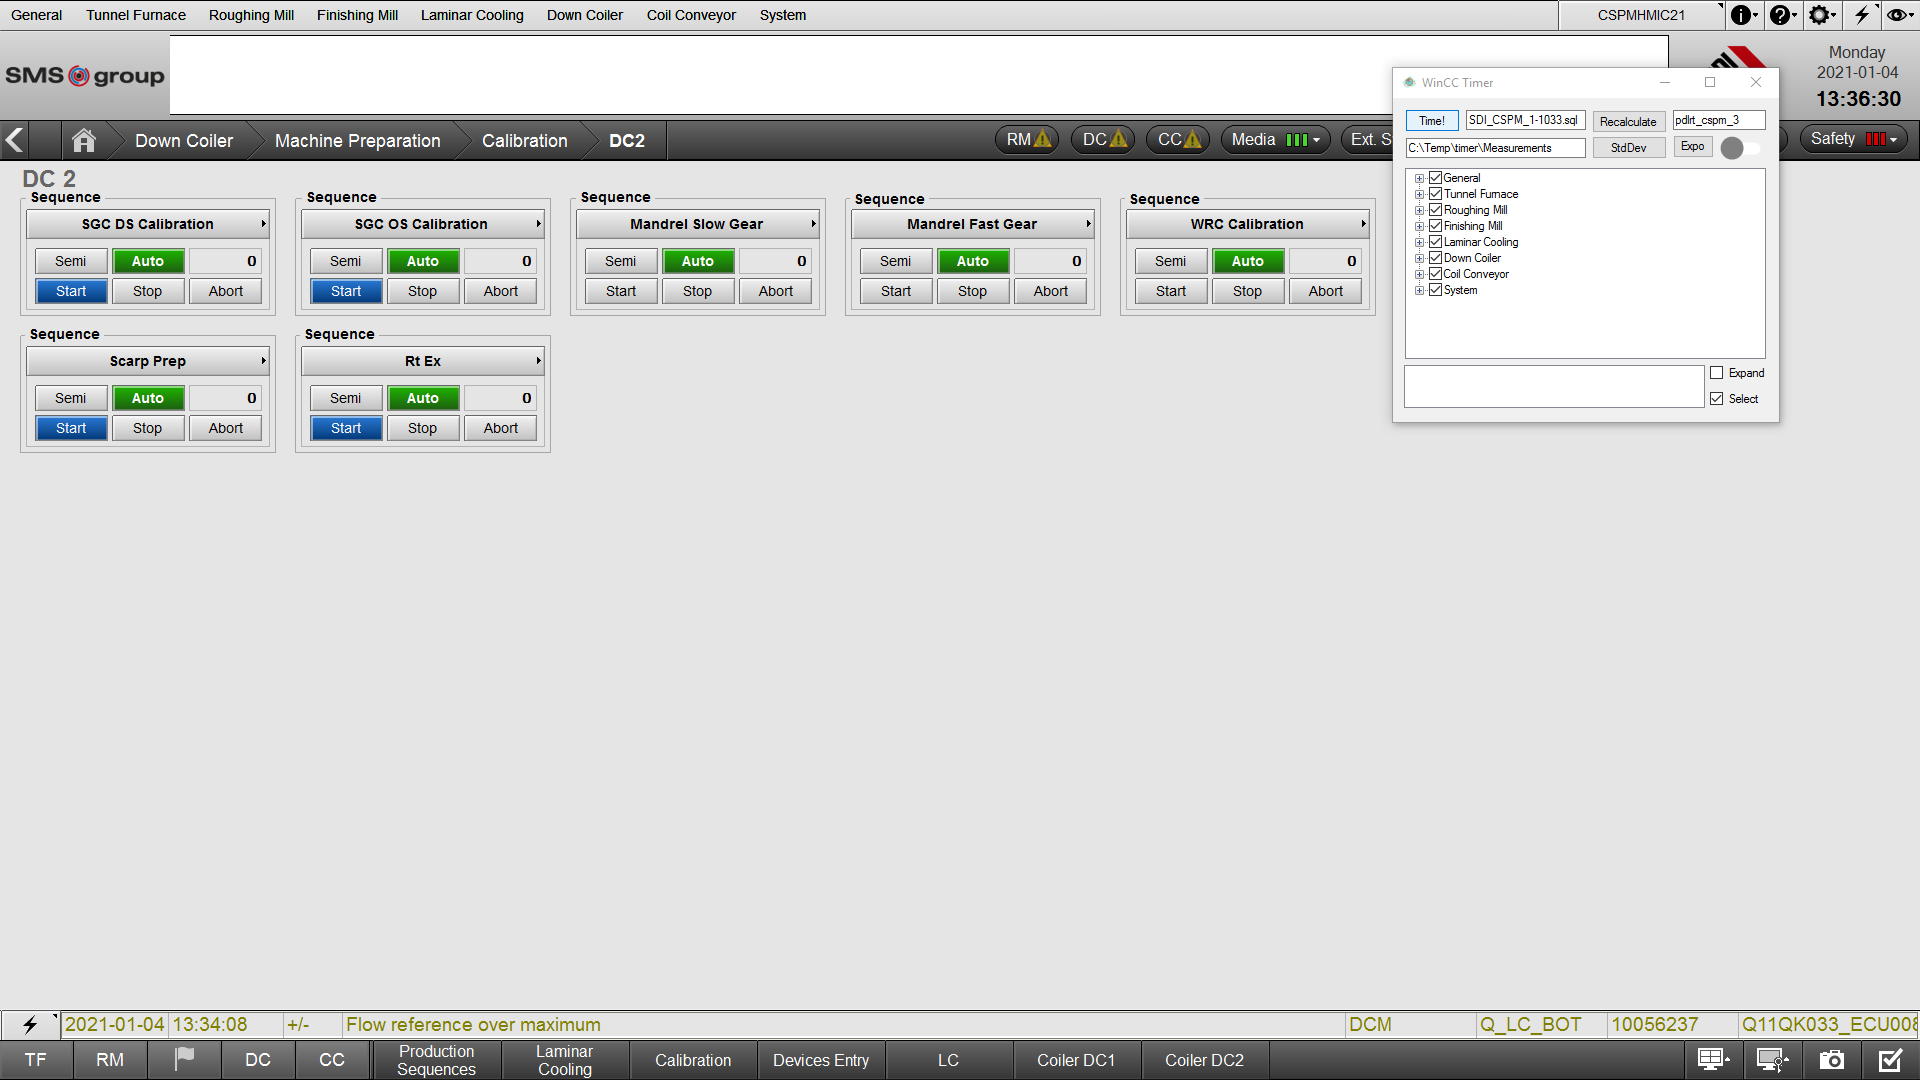 General Tunnel Furnace Roughing Mill Finishing Mill Laminar Cooling Down Coiler Coil Conveyor System CSPMHMIC21
SMS group
Monday
2021-01-04
13:36:30
WinCC Timer
Time! SDI_CSPM_1-1033.sql Recalculate pdlrt_cspm_3
C:\Temp\timer\Measurements StdDev Expo
General
Tunnel Furnace
Roughing Mill
Finishing Mill
Laminar Cooling
Down Coiler
Coil Conveyor
System
Expand
Select
Down Coiler Machine Preparation Calibration DC2 RM DC CC Media Ext. S Safety
DC 2
Sequence Sequence Sequence Sequence Sequence
SGC DS Calibration SGC OS Calibration Mandrel Slow Gear Mandrel Fast Gear WRC Calibration
Semi Auto 0 Semi Auto 0 Semi Auto 0 Semi Auto 0 Semi Auto 0
Start Stop Abort Start Stop Abort Start Stop Abort Start Stop Abort Start Stop Abort
Sequence Sequence
Scarp Prep Rt Ex
Semi Auto 0 Semi Auto 0
Start Stop Abort Start Stop Abort
2021-01-04 13:34:08 +/- Flow reference over maximum DCM Q_LC_BOT 10056237 Q11QK033_ECU008
TF RM DC CC Production Sequences Laminar Cooling Calibration Devices Entry LC Coiler DC1 Coiler DC2